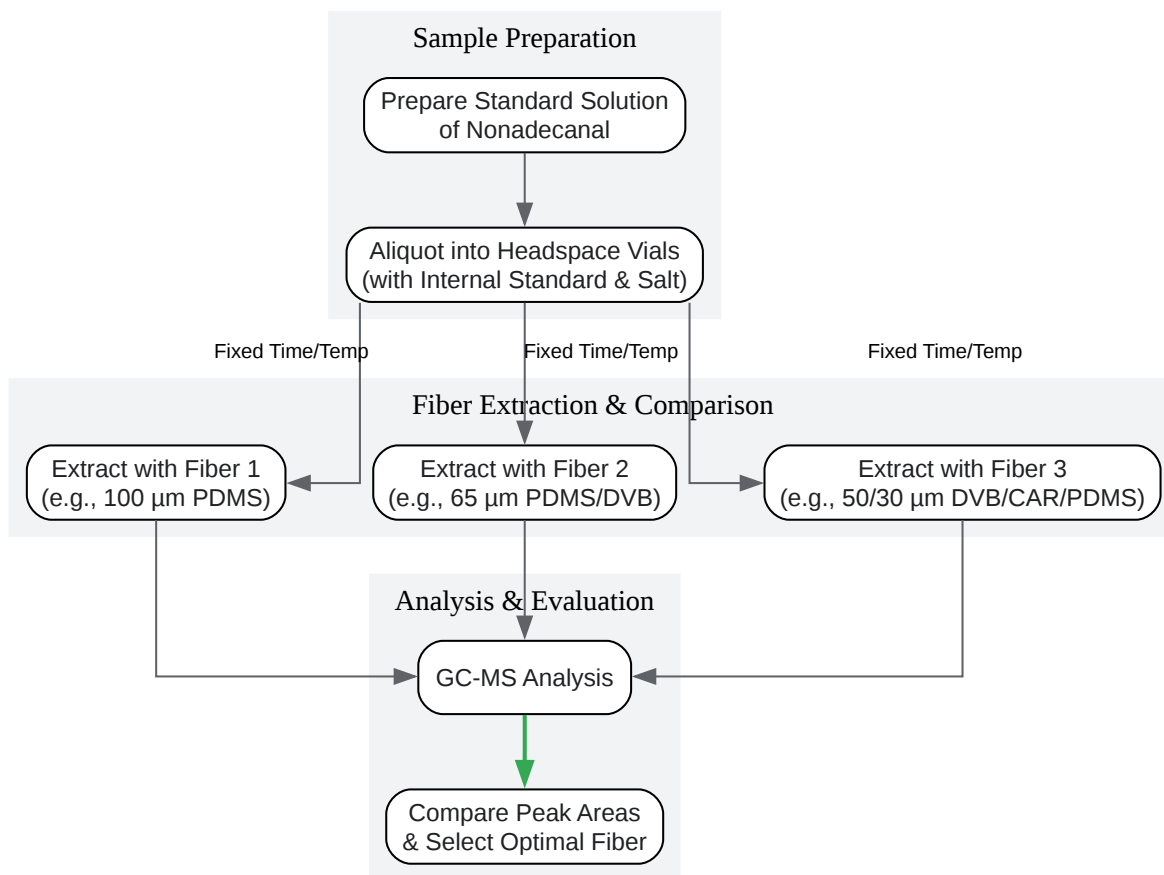 Sample Preparation
Prepare Standard Solution
of Nonadecanal
Aliquot into Headspace Vials
(with Internal Standard & Salt)
Fixed Time/Temp
Fixed Time/Temp
Fixed Time/Temp
Fiber Extraction & Comparison
Extract with Fiber 1
(e.g., 100 µm PDMS)
Extract with Fiber 2
(e.g., 65 µm PDMS/DVB)
Extract with Fiber 3
(e.g., 50/30 µm DVB/CAR/PDMS)
Analysis & Evaluation
GC-MS Analysis
Compare Peak Areas
& Select Optimal Fiber